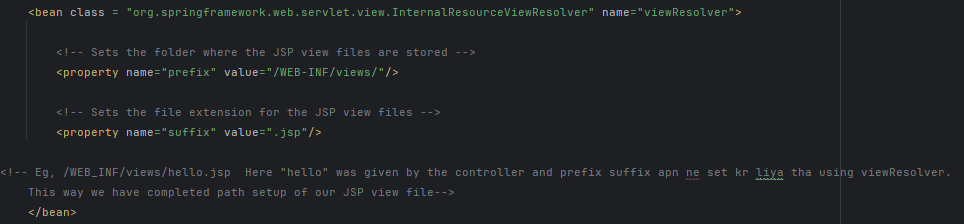 <bean class = "org.springframework.web.servlet.view.InternalResourceViewResolver" name="viewResolver">
<!-- Sets the folder where the JSP view files are stored -->
<property name="prefix" value="/WEB-INF/views/"/>
<!-- Sets the file extension for the JSP view files -->
<property name="suffix" value=".jsp"/>
<!-- Eg, /WEB_INF/views/hello.jsp  Here "hello" was given by the controller and prefix suffix apn ne set kr liya tha using viewResolver.
This way we have completed path setup of our JSP view file-->
</bean>